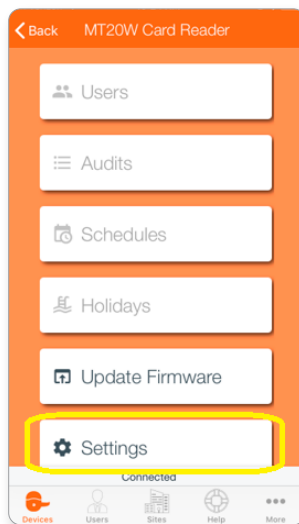 Back MT20W Card Reader
Users
Audits
Schedules
Holidays
Update Firmware
Settings
Connected
Devices Users Sites Help More